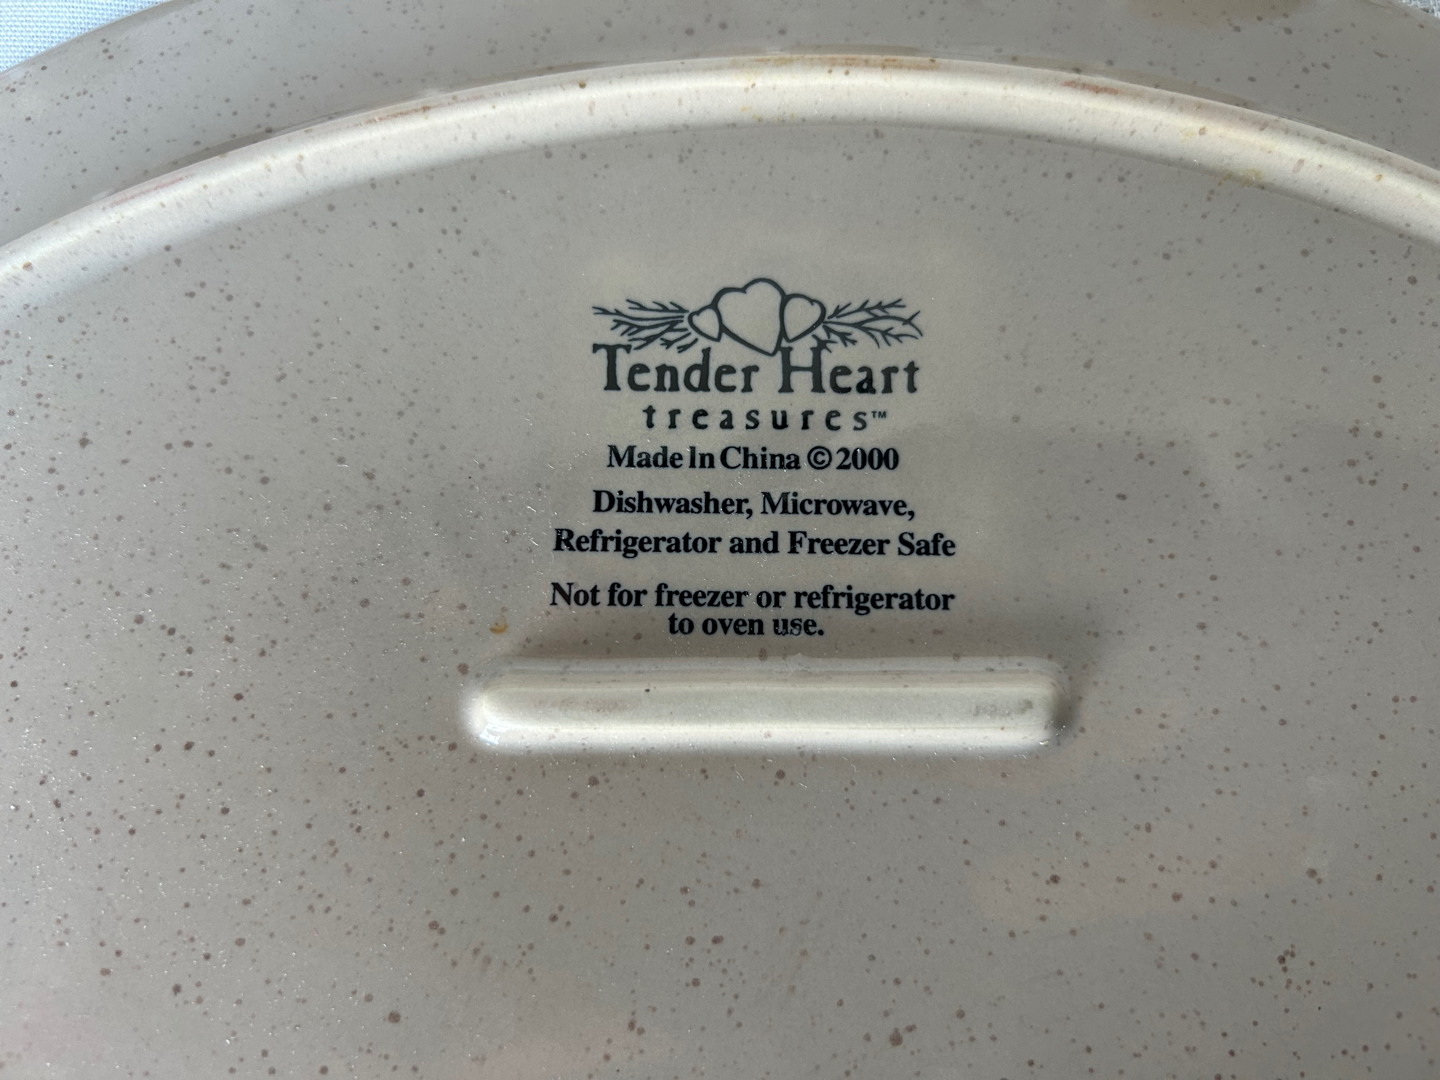 Tender Heart
treasures™
Made In China © 2000
Dishwasher, Microwave,
Refrigerator and Freezer Safe
Not for freezer or refrigerator
to oven use.